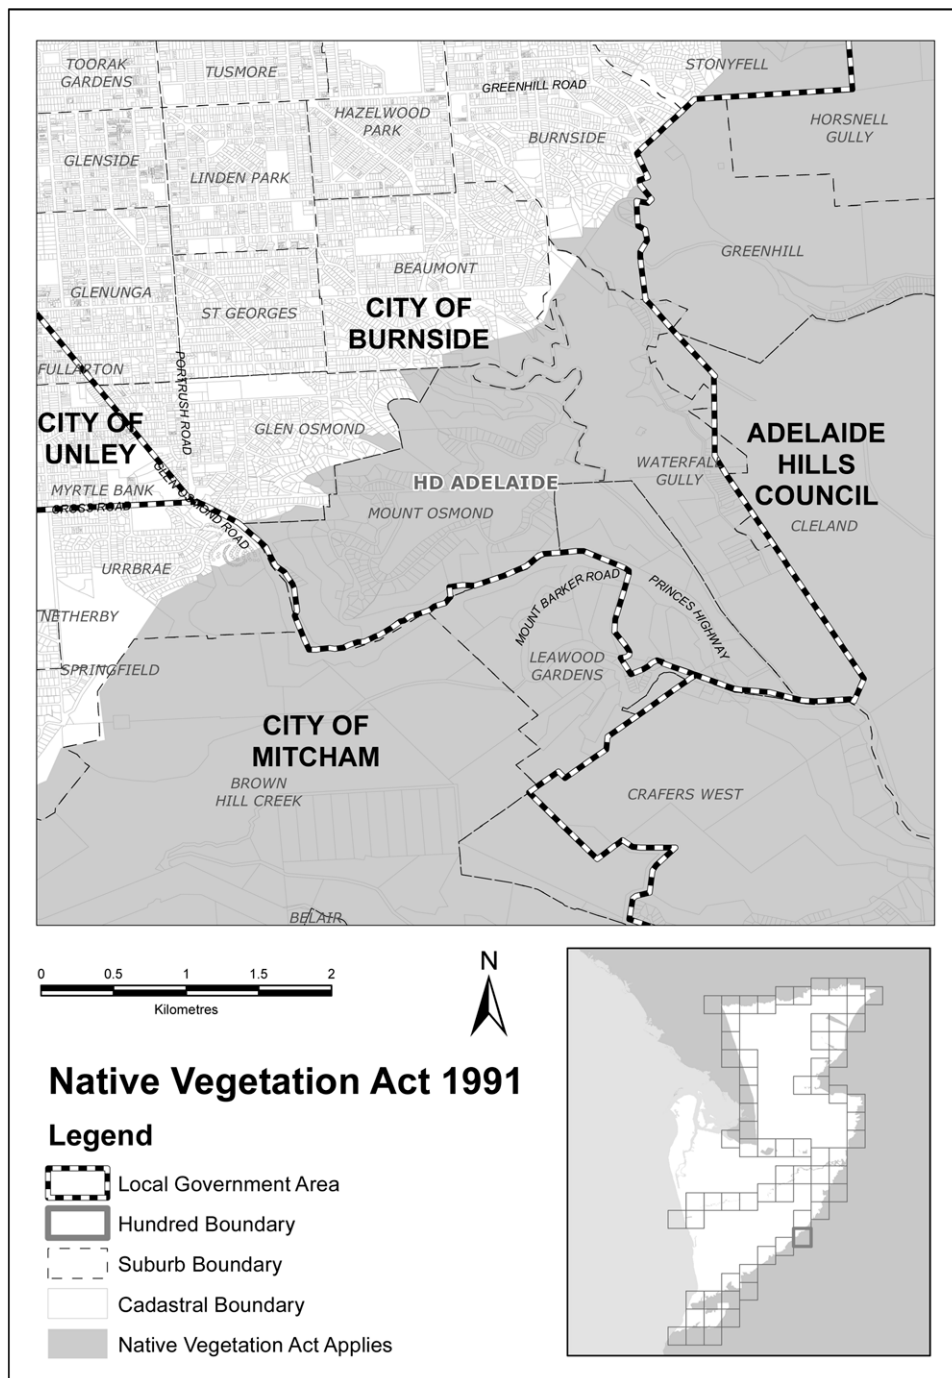 TOORAK
GARDENS
TUSMORE
STONYFELL
GREENHILL ROAD
HAZELWOOD
PARK
HORSNELL
GULLY
BURNSIDE
GLENSIDE
LINDEN PARK
GREENHILL
BEAUMONT
GLENUNGA
ST GEORGES
CITY OF
BURNSIDE
FULLARTON
PORTRUSH ROAD
CITY OF
UNLEY
GLEN OSMOND
ADELAIDE
HILLS
COUNCIL
WATERFALL
GULLY
HD ADELAIDE
MYRTLE BANK
CROSS ROAD
GLEN OSMOND ROAD
MOUNT OSMOND
CLELAND
URRBRAE
MOUNT BARKER ROAD
PRINCES HIGHWAY
NETHERBY
SPRINGFIELD
LEAWOOD
GARDENS
CITY OF
MITCHAM
BROWN
HILL CREEK
CRAFERS WEST
BELAIR
0 0.5 1 1.5 2
Kilometres
N
Native Vegetation Act 1991
Legend
Local Government Area
Hundred Boundary
Suburb Boundary
Cadastral Boundary
Native Vegetation Act Applies